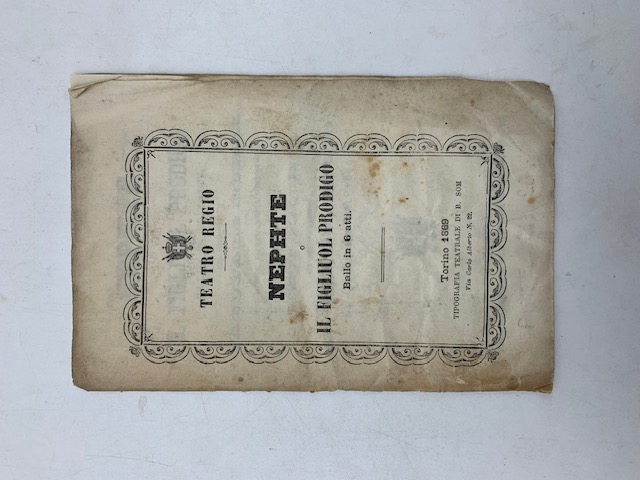 TEATRO REGIO
NEPHTE
O
IL FIGLIUOL PRODIGO
Ballo in 6 atti.
Torino 1869
TIPOGRAFIA TEATRALE DI B. SOM
Via Carlo Alberto N. 22.